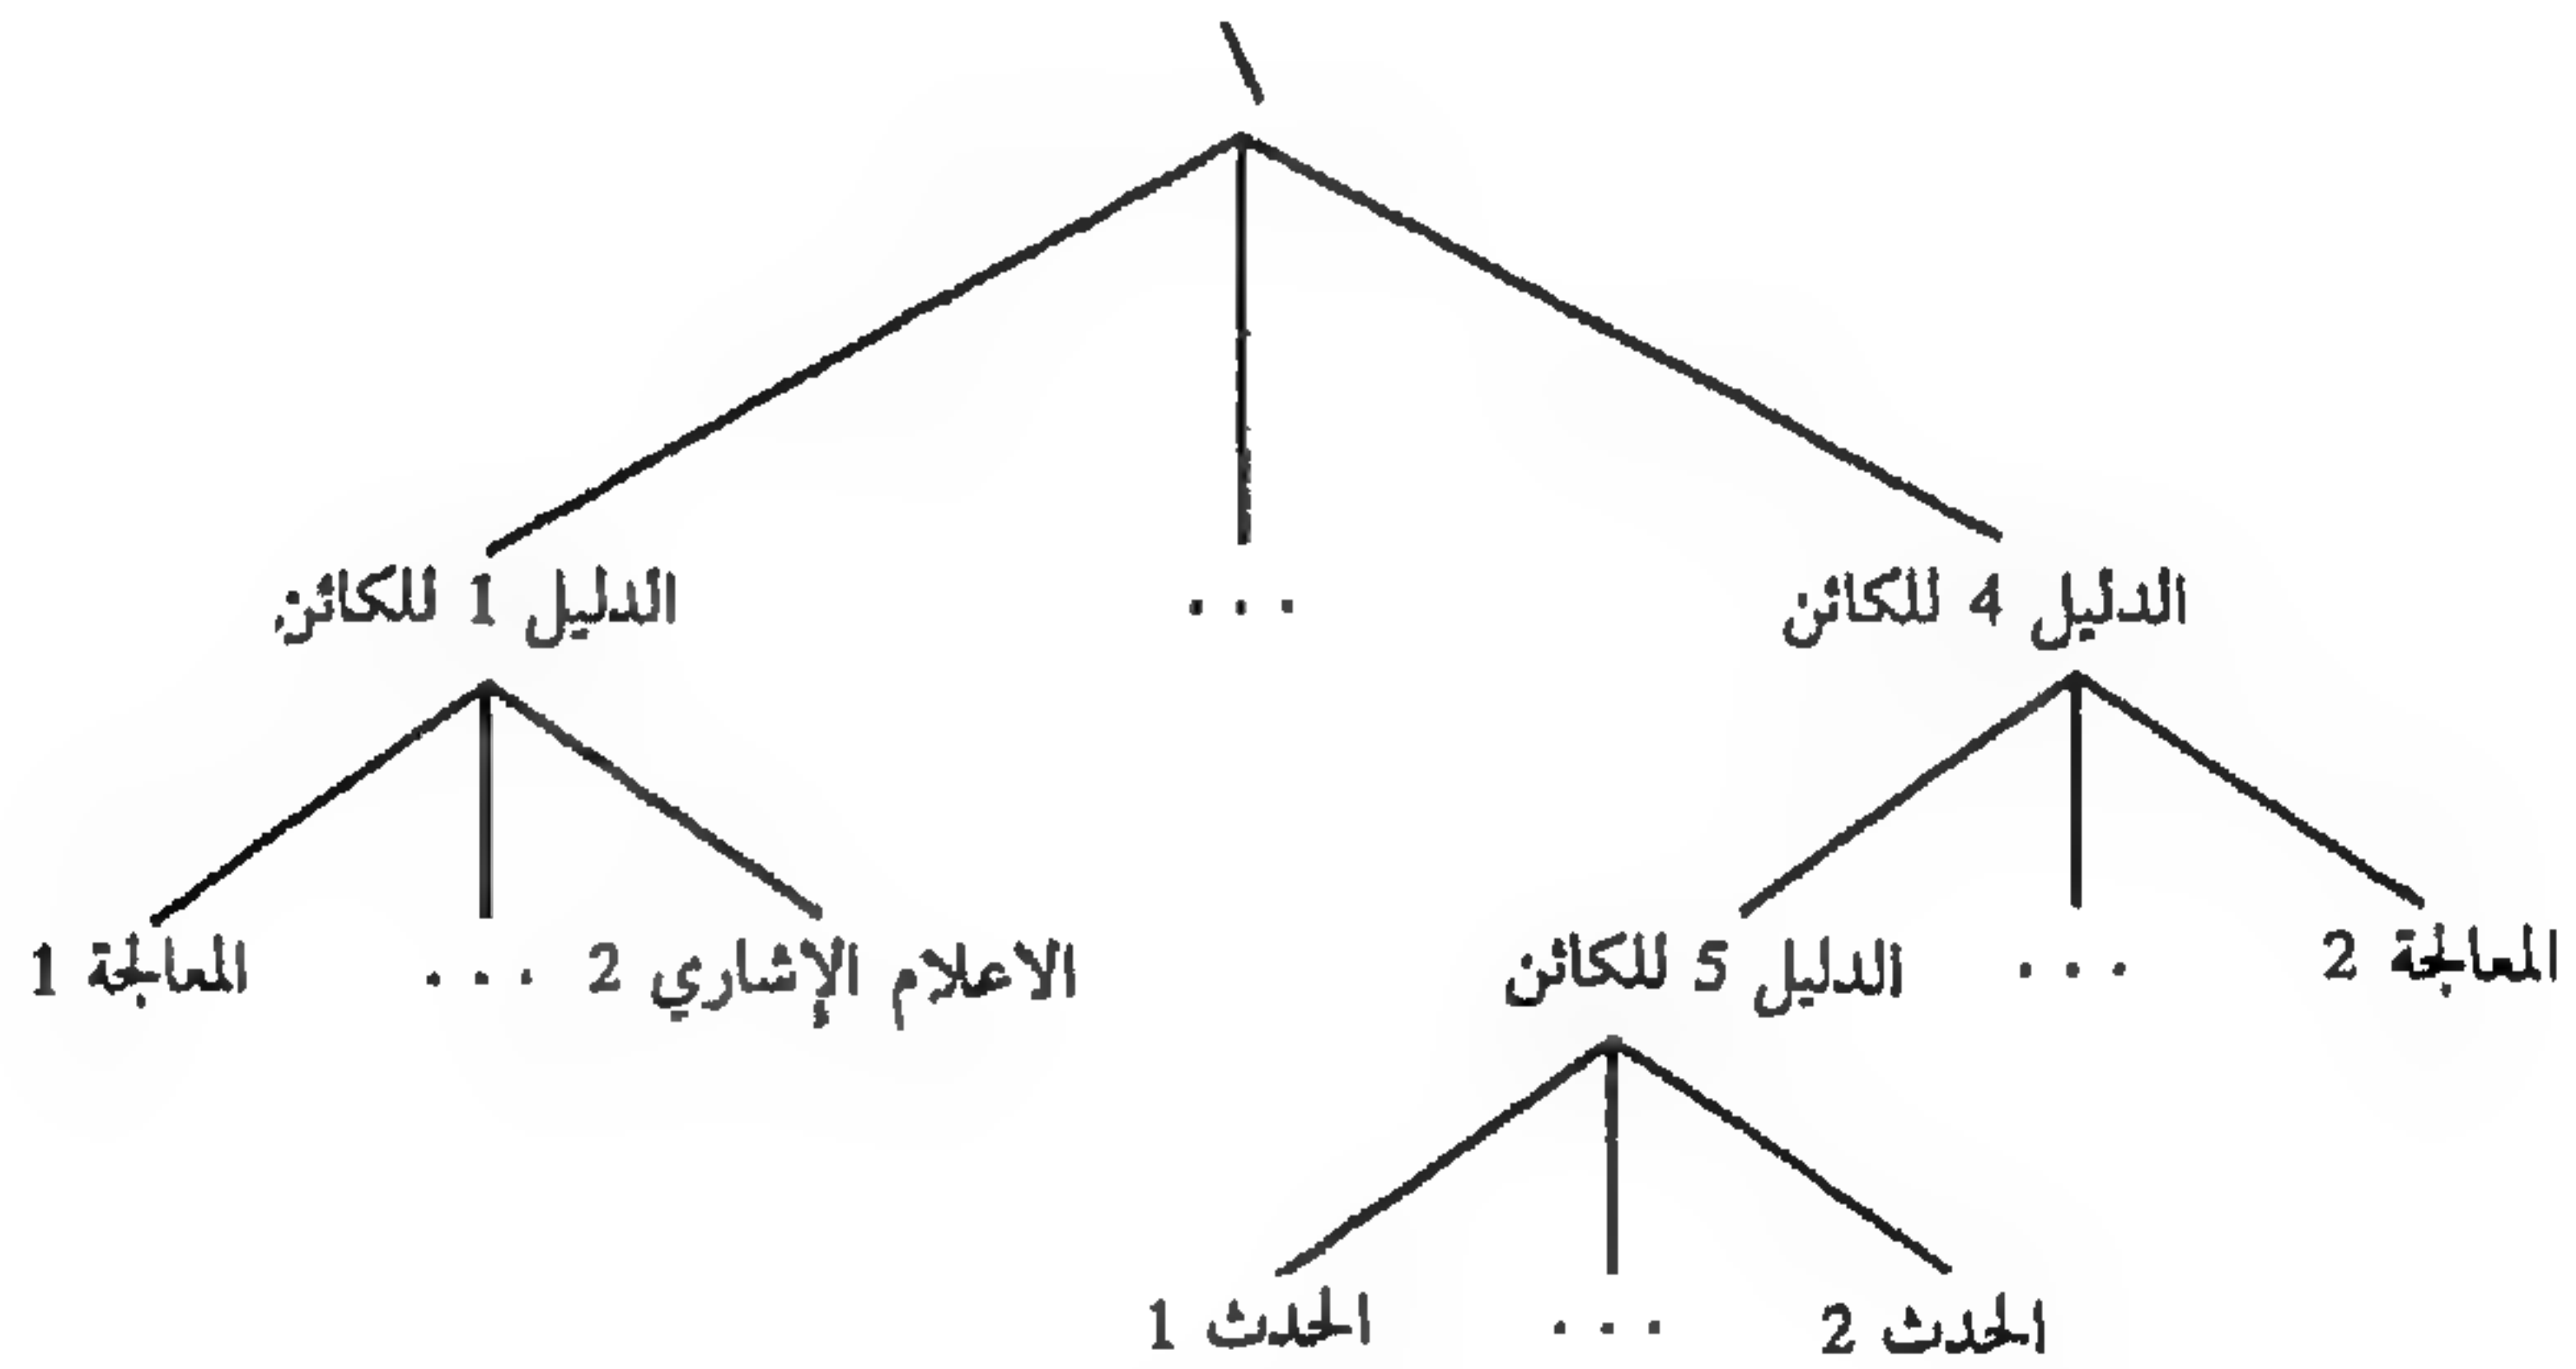 \
الدليل 4 للكائن ... الدليل 1 للكائن
المعالجة 2 ... الدليل 5 للكائن الاعلام الإشاري 2 ... المعالجة 1
الحدث 2 ... الحدث 1